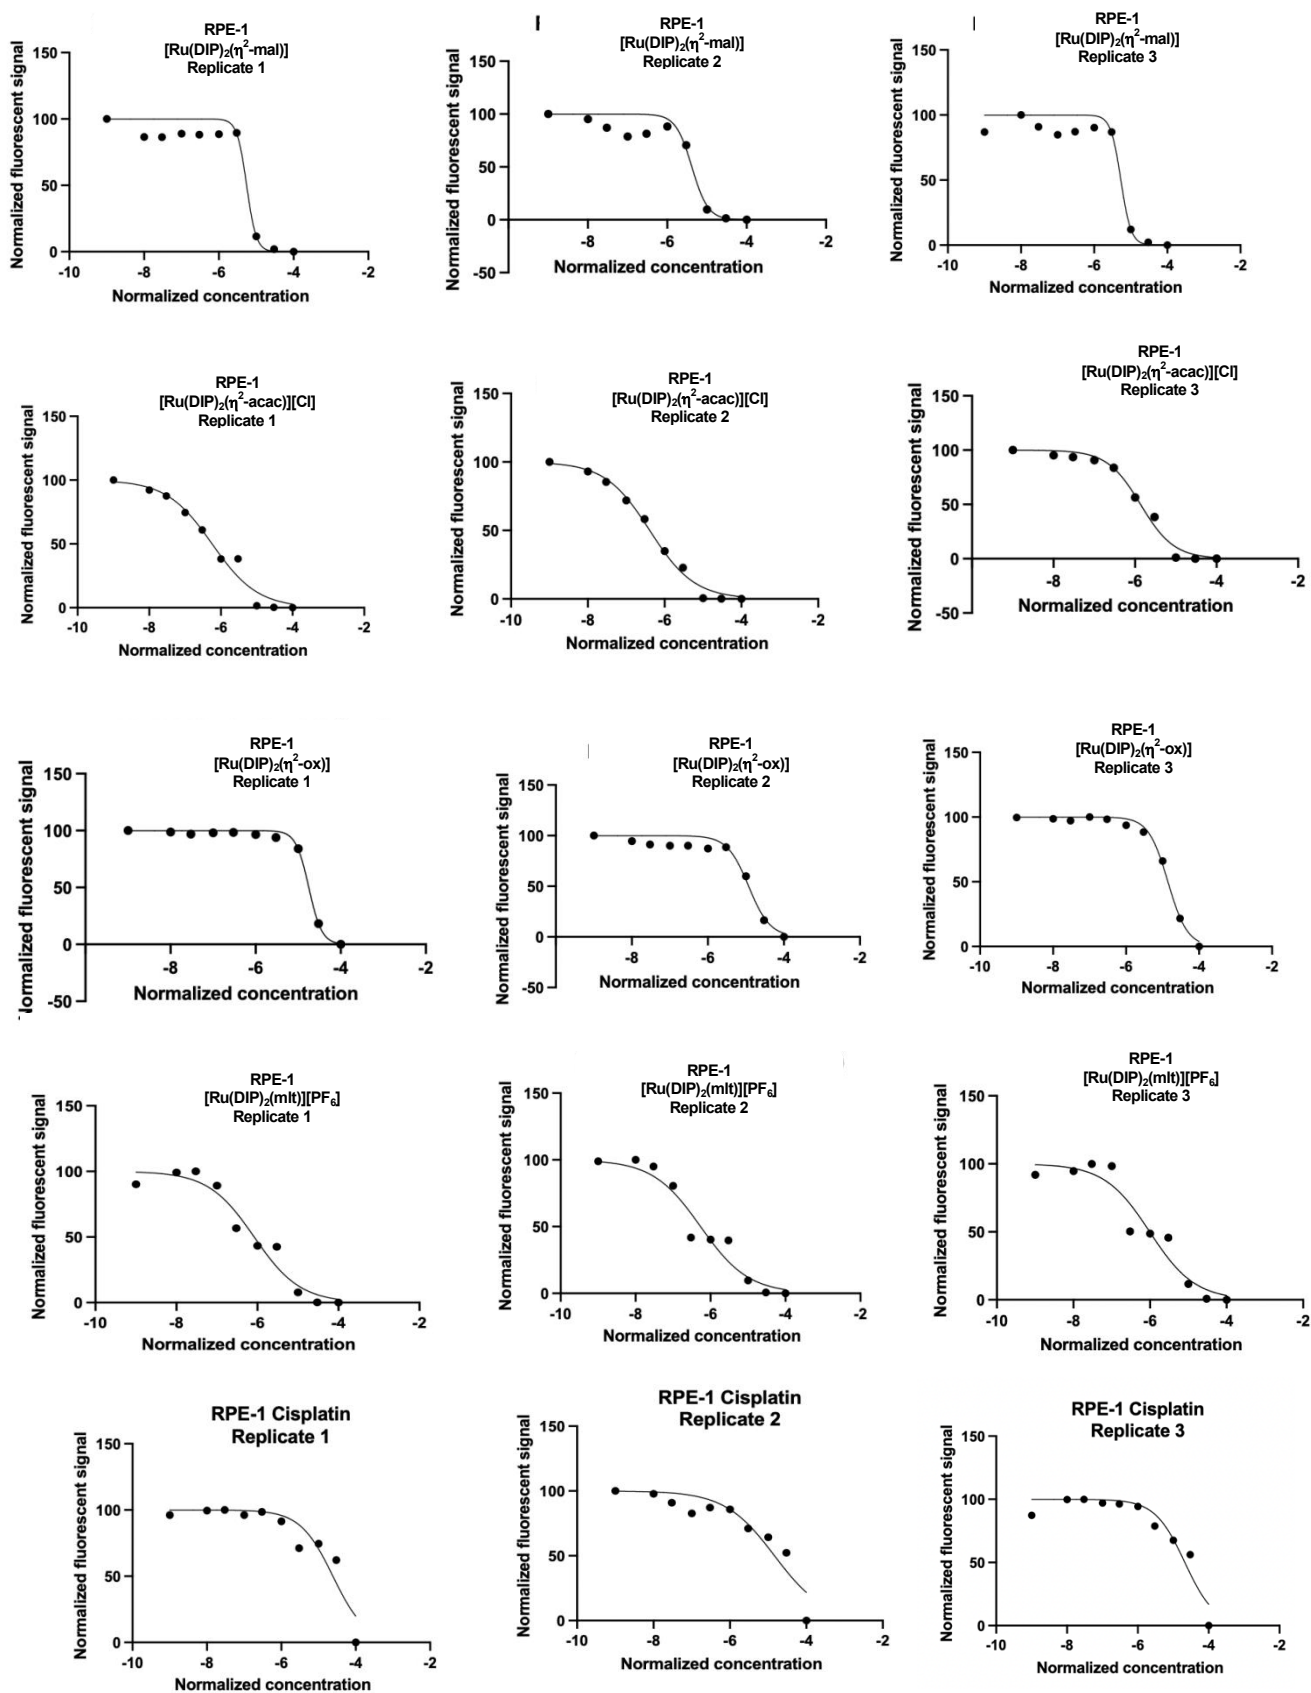 RPE-1
[Ru(DIP)₂(η²-mal)]
Replicate 1
Normalized fluorescent signal
150
100
50
0
-10
-8
-6
-4
-2
Normalized concentration
RPE-1
[Ru(DIP)₂(η²-mal)]
Replicate 2
Normalized fluorescent signal
150
100
50
0
-50
-8
-6
-4
-2
Normalized concentration
RPE-1
[Ru(DIP)₂(η²-mal)]
Replicate 3
Normalized fluorescent signal
150
100
50
0
-10
-8
-6
-4
-2
Normalized concentration
RPE-1
[Ru(DIP)₂(η²-acac)][Cl]
Replicate 1
Normalized fluorescent signal
150
100
50
0
-10
-8
-6
-4
-2
Normalized concentration
RPE-1
[Ru(DIP)₂(η²-acac)][Cl]
Replicate 2
Normalized fluorescent signal
150
100
50
0
-10
-8
-6
-4
-2
Normalized concentration
RPE-1
[Ru(DIP)₂(η²-acac)][Cl]
Replicate 3
Normalized fluorescent signal
150
100
50
0
-50
-8
-6
-4
-2
Normalized concentration
RPE-1
[Ru(DIP)₂(η²-ox)]
Replicate 1
Normalized fluorescent signal
150
100
50
0
-50
-8
-6
-4
-2
Normalized concentration
RPE-1
[Ru(DIP)₂(η²-ox)]
Replicate 2
Normalized fluorescent signal
150
100
50
0
-50
-8
-6
-4
-2
Normalized concentration
RPE-1
[Ru(DIP)₂(η²-ox)]
Replicate 3
Normalized fluorescent signal
150
100
50
0
-10
-8
-6
-4
-2
Normalized concentration
RPE-1
[Ru(DIP)₂(mlt)][PF₆]
Replicate 1
Normalized fluorescent signal
150
100
50
0
-10
-8
-6
-4
-2
Normalized concentration
RPE-1
[Ru(DIP)₂(mlt)][PF₆]
Replicate 2
Normalized fluorescent signal
150
100
50
0
-10
-8
-6
-4
-2
Normalized concentration
RPE-1
[Ru(DIP)₂(mlt)][PF₆]
Replicate 3
Normalized fluorescent signal
150
100
50
0
-10
-8
-6
-4
-2
Normalized concentration
RPE-1 Cisplatin
Replicate 1
Normalized fluorescent signal
150
100
50
0
-10
-8
-6
-4
-2
Normalized concentration
RPE-1 Cisplatin
Replicate 2
Normalized fluorescent signal
150
100
50
0
-10
-8
-6
-4
-2
Normalized concentration
RPE-1 Cisplatin
Replicate 3
Normalized fluorescent signal
150
100
50
0
-10
-8
-6
-4
-2
Normalized concentration